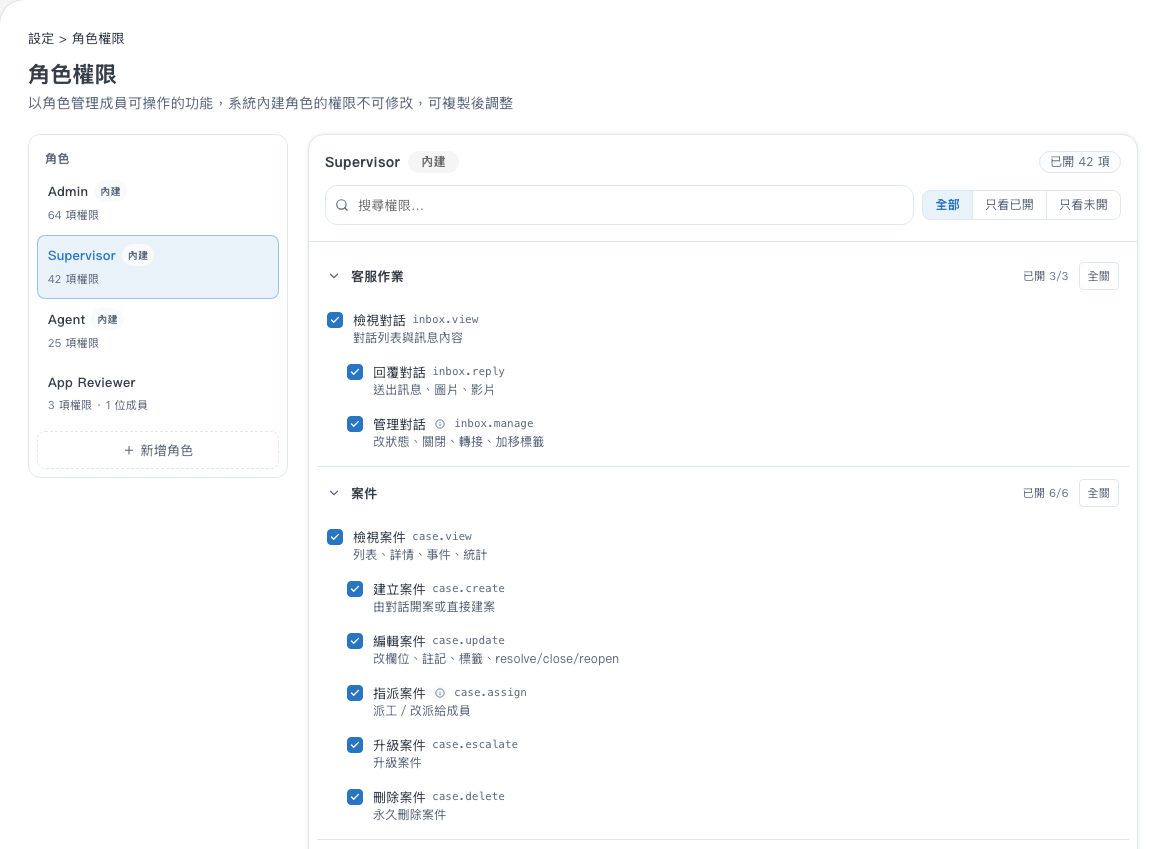 設定 > 角色權限
角色權限
以角色管理成員可操作的功能，系統內建角色的權限不可修改，可複製後調整
角色
Admin 內建
64 項權限
Supervisor 內建
42 項權限
Agent 內建
25 項權限
App Reviewer
3 項權限 · 1 位成員
+ 新增角色
Supervisor 內建 已開 42 項
搜尋權限... 全部 只看已開 只看未開
客服作業 已開 3/3 全關
檢視對話 inbox.view
對話列表與訊息內容
回覆對話 inbox.reply
送出訊息、圖片、影片
管理對話 inbox.manage
改狀態、關閉、轉接、加移標籤
案件 已開 6/6 全關
檢視案件 case.view
列表、詳情、事件、統計
建立案件 case.create
由對話開案或直接建案
編輯案件 case.update
改欄位、註記、標籤、resolve/close/reopen
指派案件 case.assign
派工 / 改派給成員
升級案件 case.escalate
升級案件
刪除案件 case.delete
永久刪除案件